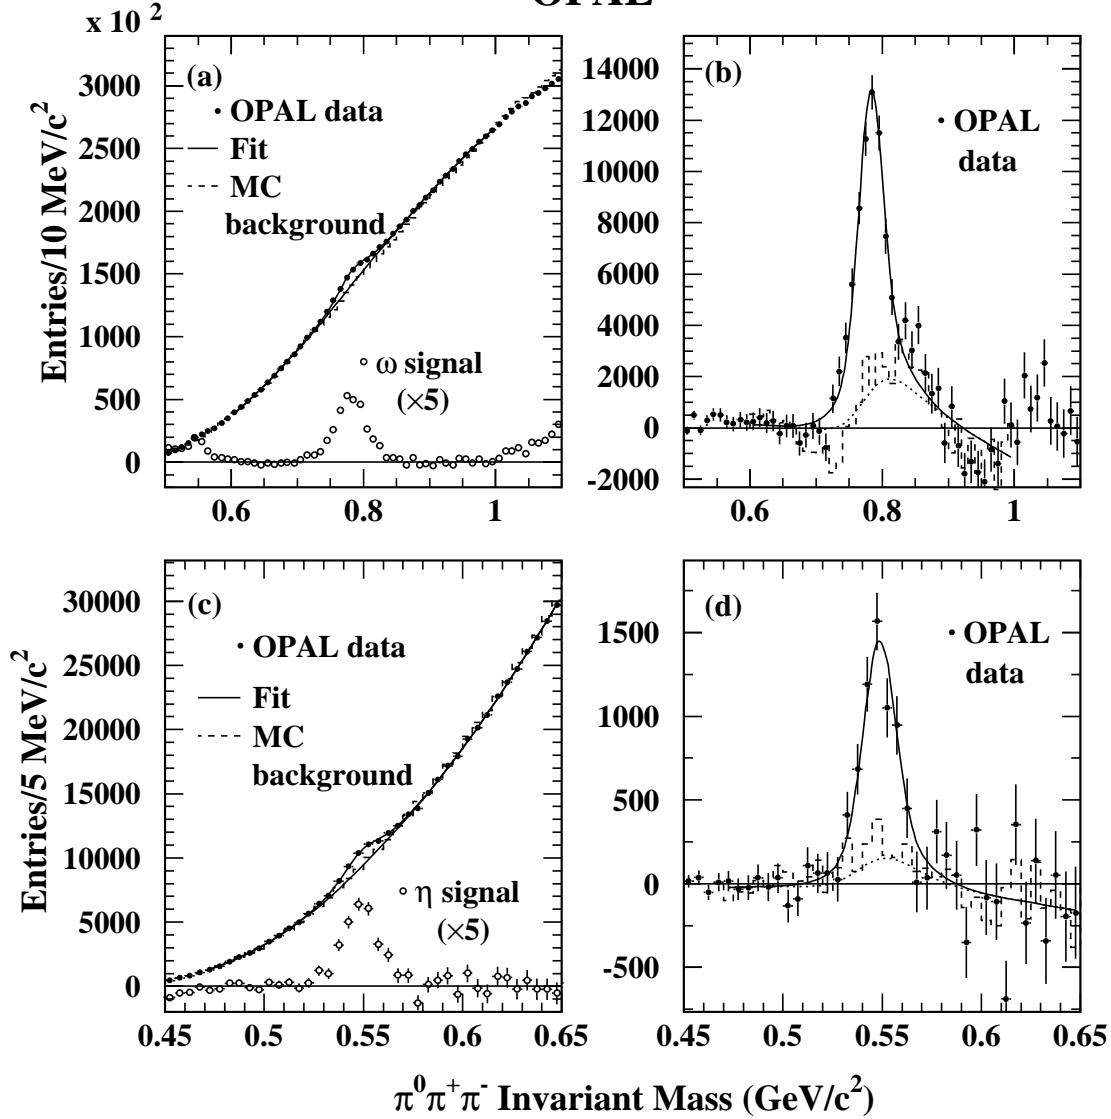 OPAL
x 10 2
Entries/10 MeV/c2
3000
2500
2000
1500
1000
500
0
(a)
OPAL data
Fit
MC
background
ω signal
(×5)
0.6 0.8 1
14000
12000
10000
8000
6000
4000
2000
0
-2000
(b)
OPAL
data
0.6 0.8 1
Entries/5 MeV/c2
30000
25000
20000
15000
10000
5000
0
(c)
OPAL data
Fit
MC
background
η signal
(×5)
0.45 0.5 0.55 0.6 0.65
1500
1000
500
0
-500
(d)
OPAL
data
0.45 0.5 0.55 0.6 0.65
π0π+π- Invariant Mass (GeV/c2)